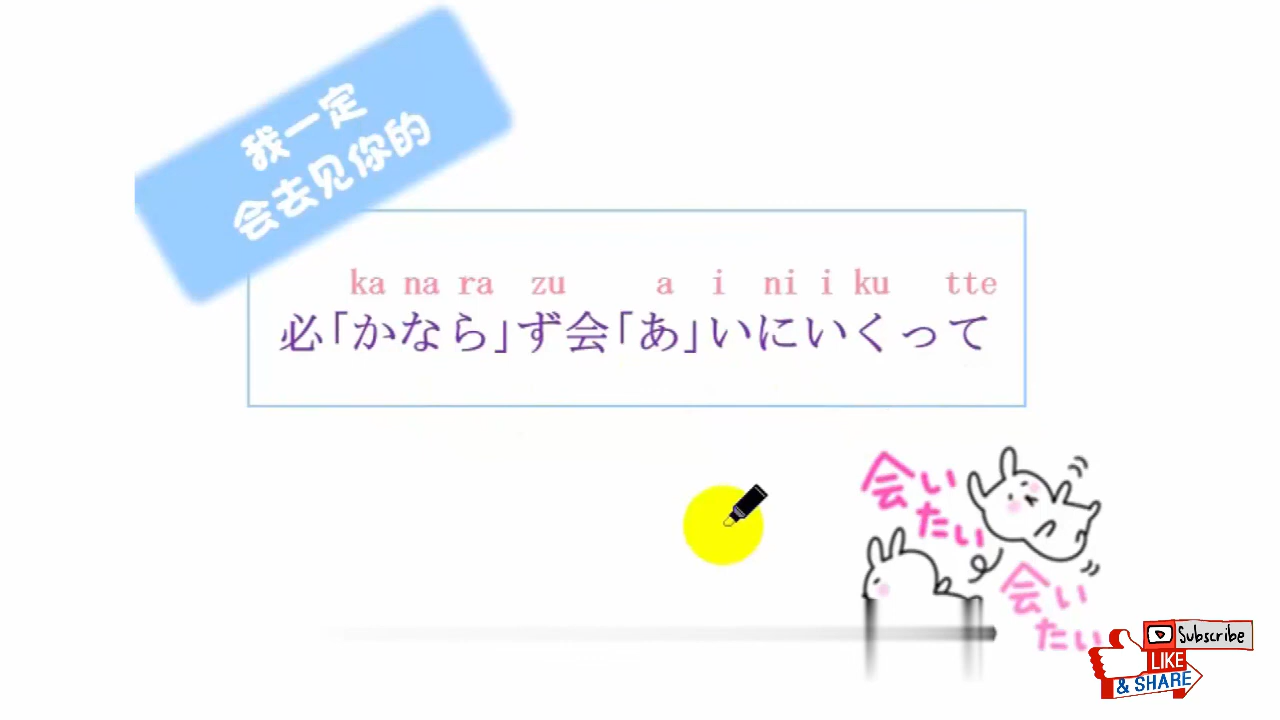 我一定
会去见你的
ka na ra zu a i ni i ku tte
必「かなら」ず会「あ」いにいくって
会い
たい
会い
たい
Subscribe
LIKE
& SHARE